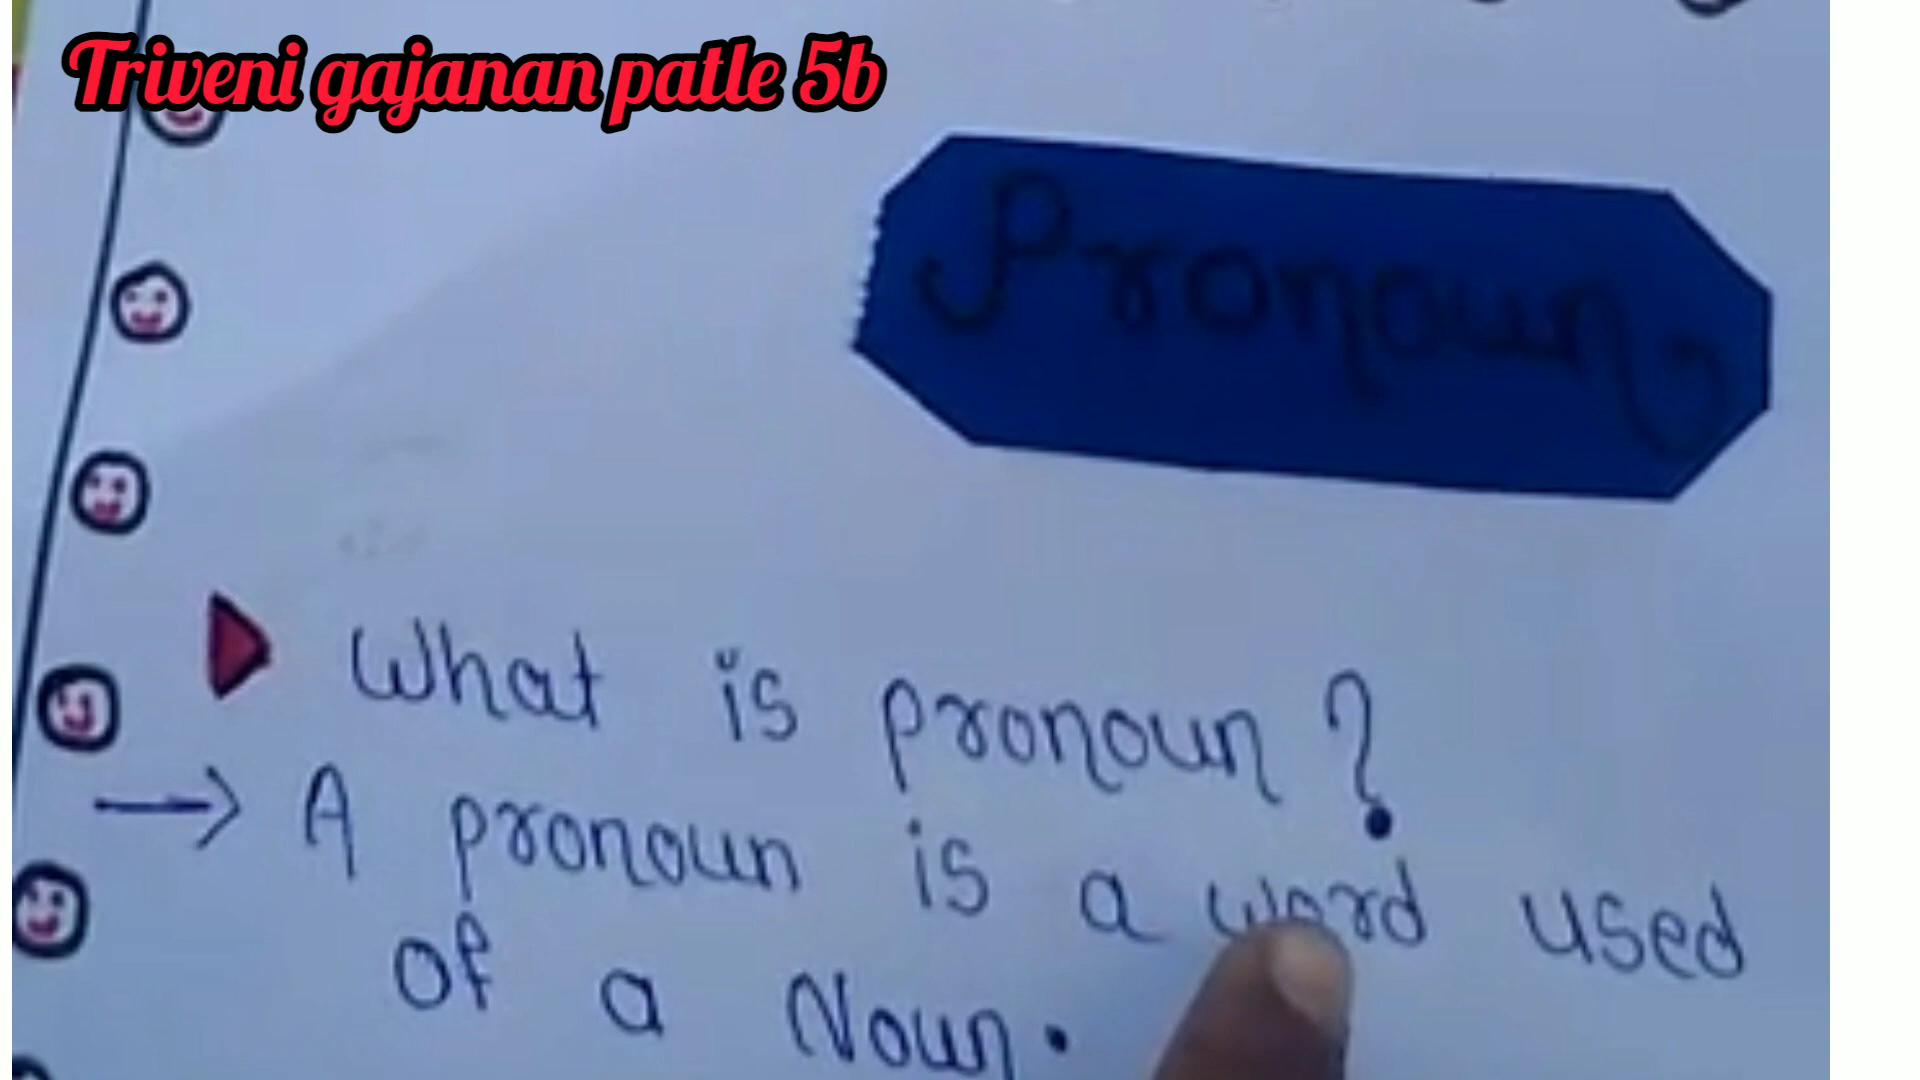 Triveni gajanan patle 5b
Pronoun
What is pronoun?
A pronoun is a word used
of a Noun.